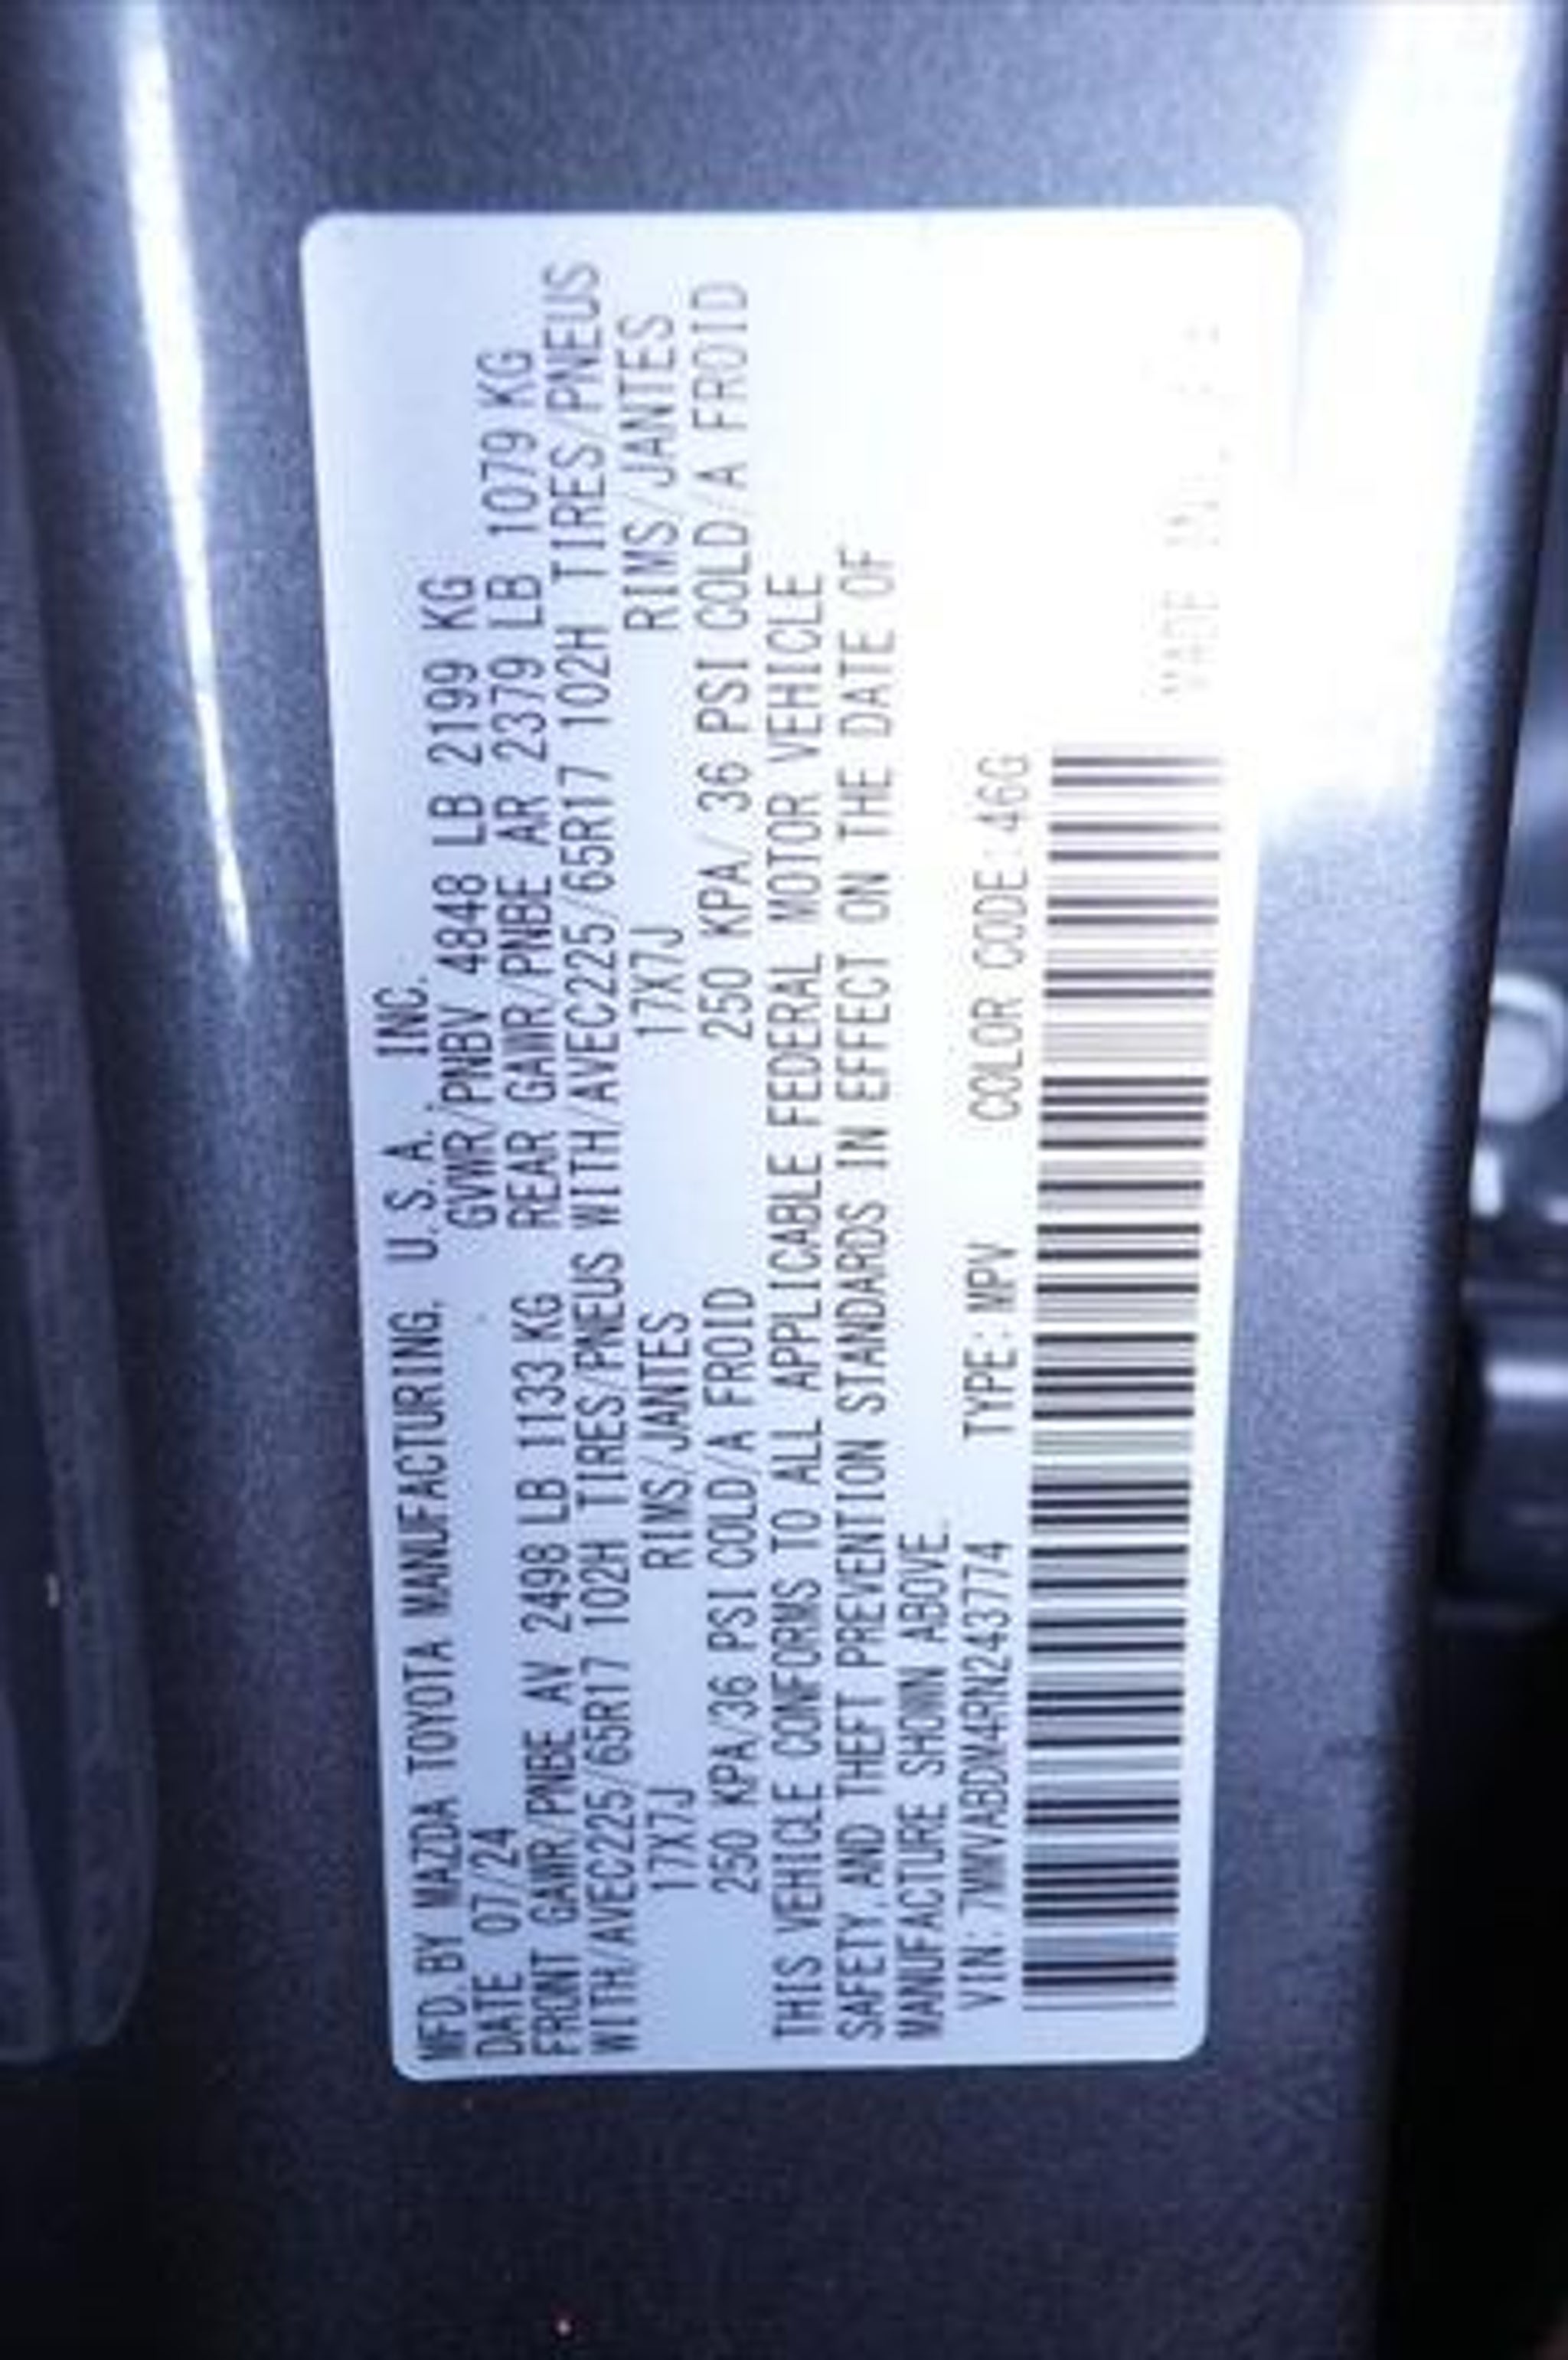 MFD.BY MAZDA TOYOTA MANUFACTURING, U.S.A., INC.
DATE 07/24 GVWR/PNBV 4848 LB 2199 KG
FRONT GAWR/PNBE AV 2498 LB 1133 KG REAR GAWR/PNBE AR 2379 LB 1079 KG
WITH/AVEC225/65R17 102H TIRES/PNEUS WITH/AVEC225/65R17 102H TIRES/PNEUS
17X7J RIMS/JANTES 17X7J RIMS/JANTES
250 KPA/36 PSI COLD/A FROID 250 KPA/36 PSI COLD/A FROID
THIS VEHICLE CONFORMS TO ALL APPLICABLE FEDERAL MOTOR VEHICLE
SAFETY,AND THEFT PREVENTION STANDARDS IN EFFECT ON THE DATE OF
MANUFACTURE SHOWN ABOVE.
VIN:7MMVABDM4RN243774 TYPE:MPV COLOR CODE:46G
MADE IN